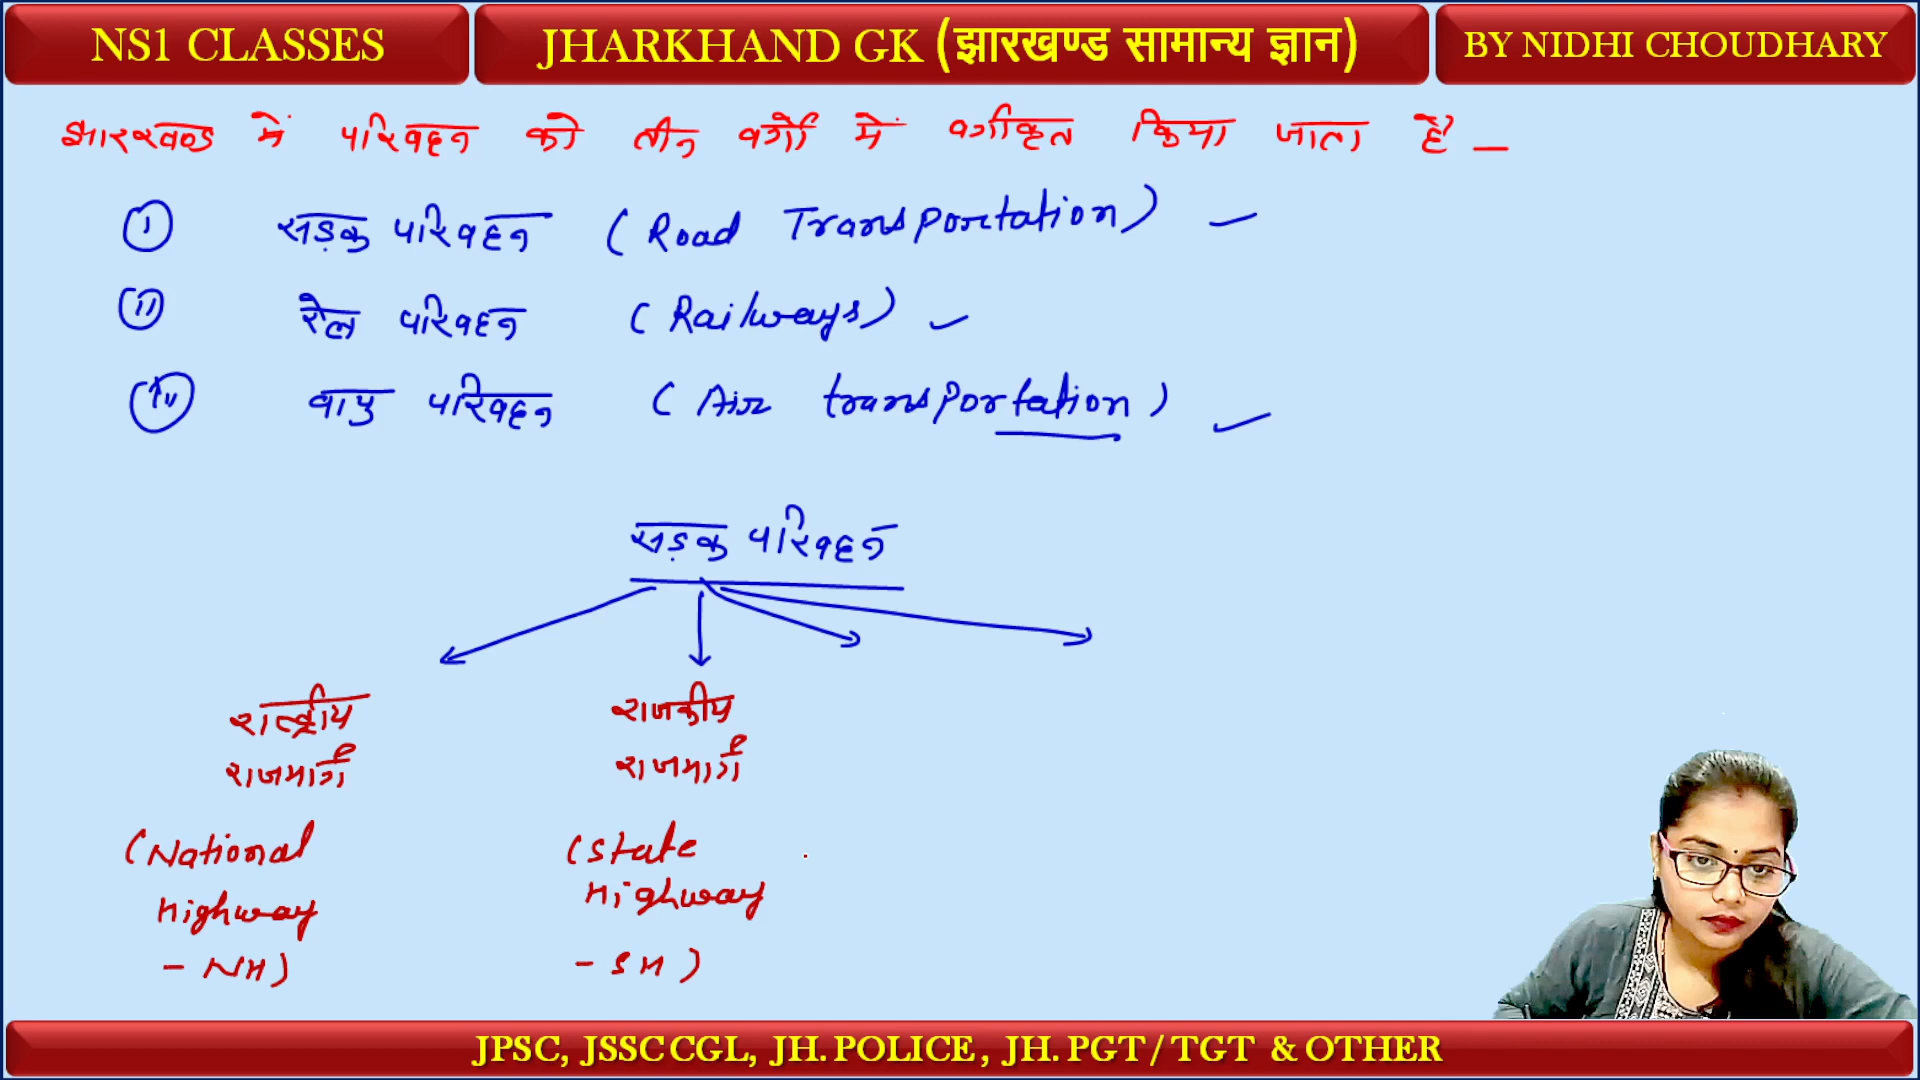 NS1 CLASSES
JHARKHAND GK (झारखण्ड सामान्य ज्ञान)
BY NIDHI CHOUDHARY
झारखण्ड में परिवहन को तीन वर्गों में वर्गीकृत किया जाता है –
(i) सड़क परिवहन (Road Transportation)
(ii) रेल परिवहन (Railways)
वायु परिवहन (Air transportation)
सड़क परिवहन
राष्ट्रीय
राजमार्ग
(National
Highway
- NH)
राजकीय
राजमार्ग
(State
Highway
- SH)
JPSC, JSSC CGL, JH. POLICE, JH. PGT / TGT & OTHER